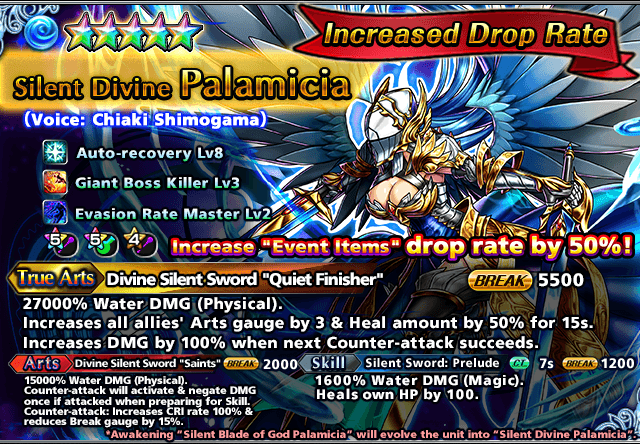 Increased Drop Rate
Silent Divine Palamicia
(Voice: Chiaki Shimogama)
Auto-recovery Lv8
Giant Boss Killer Lv3
Evasion Rate Master Lv2
5 5 4
Increase "Event Items" drop rate by 50%!
True Arts Divine Silent Sword "Quiet Finisher" BREAK 5500
27000% Water DMG (Physical).
Increases all allies' Arts gauge by 3 & Heal amount by 50% for 15s.
Increases DMG by 100% when next Counter-attack succeeds.
Arts Divine Silent Sword "Saints" BREAK 2000
15000% Water DMG (Physical).
Counter-attack will activate & negate DMG
once if attacked when preparing for Skill.
Counter-attack: Increases CRI rate 100% &
reduces Break gauge by 15%.
Skill Silent Sword: Prelude CT 7s BREAK 1200
1600% Water DMG (Magic).
Heals own HP by 100.
*Awakening "Silent Blade of God Palamicia" will evolve the unit into "Silent Divine Palamicia".